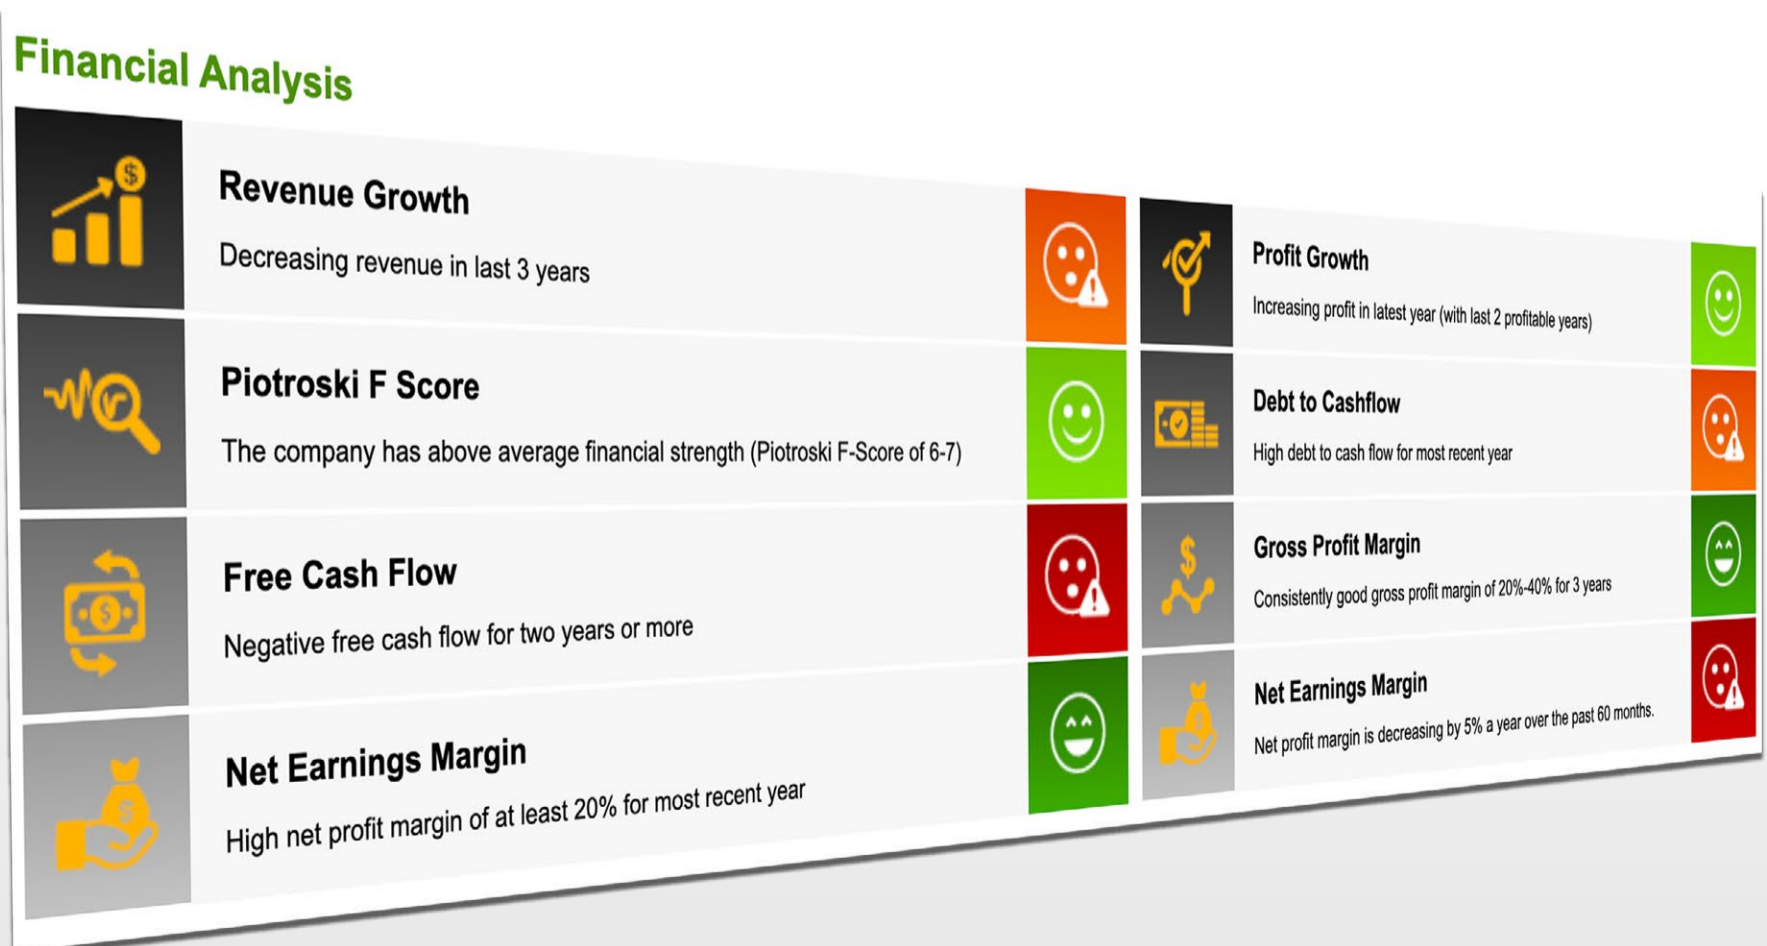 Financial Analysis
Revenue Growth
Decreasing revenue in last 3 years
Piotroski F Score
The company has above average financial strength (Piotroski F-Score of 6-7)
Free Cash Flow
Negative free cash flow for two years or more
Net Earnings Margin
High net profit margin of at least 20% for most recent year
Profit Growth
Increasing profit in latest year (with last 2 profitable years)
Debt to Cashflow
High debt to cash flow for most recent year
Gross Profit Margin
Consistently good gross profit margin of 20%-40% for 3 years
Net Earnings Margin
Net profit margin is decreasing by 5% a year over the past 60 months.